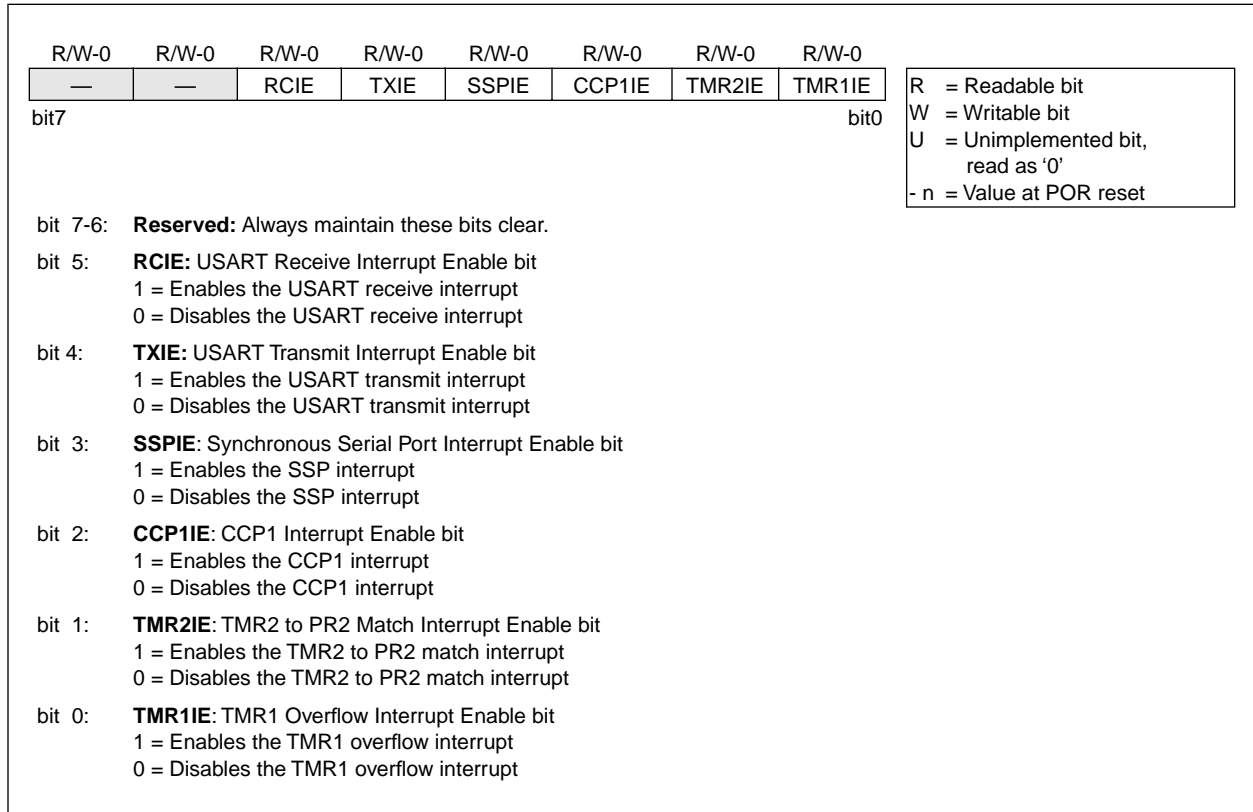 R/W-0 R/W-0 R/W-0 R/W-0 R/W-0 R/W-0 R/W-0 R/W-0
— — RCIE TXIE SSPIE CCP1IE TMR2IE TMR1IE
bit7 bit0
R = Readable bit
W = Writable bit
U = Unimplemented bit,
read as ‘0’
- n = Value at POR reset
bit 7-6: Reserved: Always maintain these bits clear.
bit 5: RCIE: USART Receive Interrupt Enable bit
1 = Enables the USART receive interrupt
0 = Disables the USART receive interrupt
bit 4: TXIE: USART Transmit Interrupt Enable bit
1 = Enables the USART transmit interrupt
0 = Disables the USART transmit interrupt
bit 3: SSPIE: Synchronous Serial Port Interrupt Enable bit
1 = Enables the SSP interrupt
0 = Disables the SSP interrupt
bit 2: CCP1IE: CCP1 Interrupt Enable bit
1 = Enables the CCP1 interrupt
0 = Disables the CCP1 interrupt
bit 1: TMR2IE: TMR2 to PR2 Match Interrupt Enable bit
1 = Enables the TMR2 to PR2 match interrupt
0 = Disables the TMR2 to PR2 match interrupt
bit 0: TMR1IE: TMR1 Overflow Interrupt Enable bit
1 = Enables the TMR1 overflow interrupt
0 = Disables the TMR1 overflow interrupt